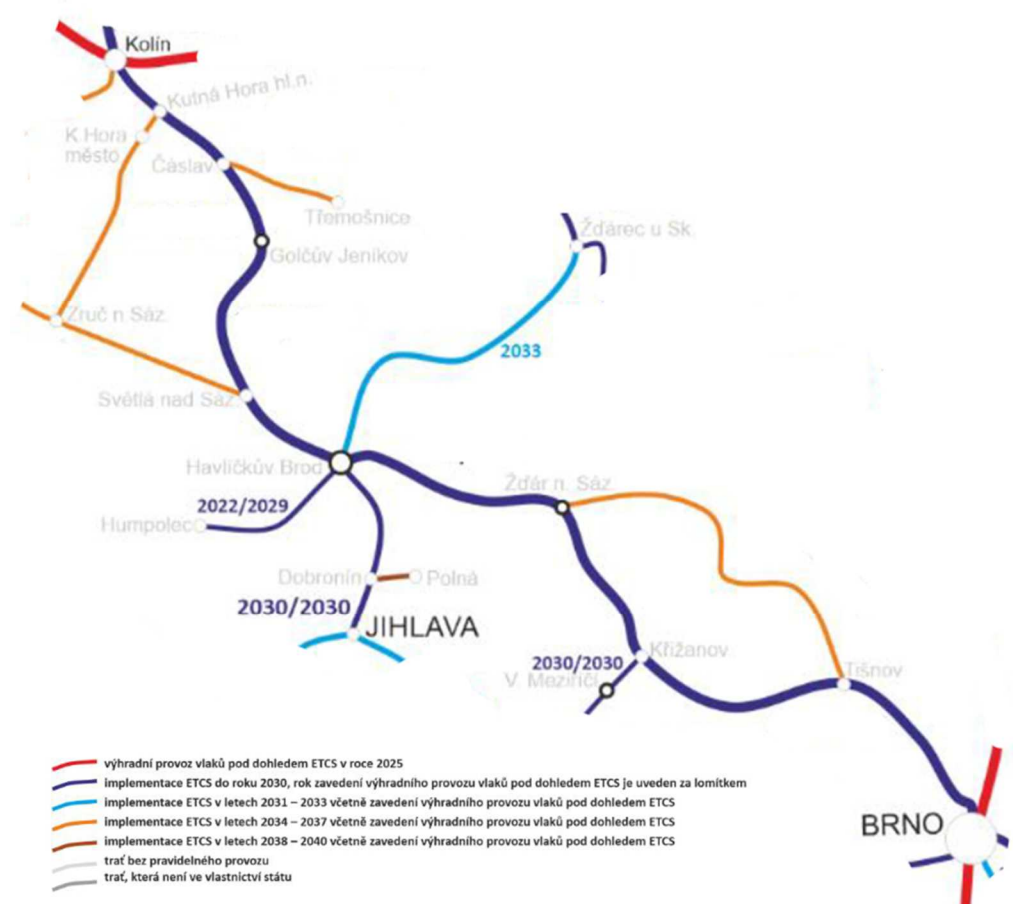 Kolín
Kutná Hora hl.n.
K.Hora
město
Čáslav
Třemošnice
Žďárec u Sk.
Golčův Jeníkov
Zruč n Sáz.
2033
Světlá nad Sáz.
Havlíčkův Brod
Žďár n. Sáz.
2022/2029
Humpolec
Dobronín
Polná
2030/2030
JIHLAVA
2030/2030
Křižanov
V. Meziříčí
Tišnov
výhradní provoz vlaků pod dohledem ETCS v roce 2025
implementace ETCS do roku 2030, rok zavedení výhradního provozu vlaků pod dohledem ETCS je uveden za lomítkem
implementace ETCS v letech 2031 – 2033 včetně zavedení výhradního provozu vlaků pod dohledem ETCS
implementace ETCS v letech 2034 – 2037 včetně zavedení výhradního provozu vlaků pod dohledem ETCS
implementace ETCS v letech 2038 – 2040 včetně zavedení výhradního provozu vlaků pod dohledem ETCS
trať bez pravidelného provozu
trať, která není ve vlastnictví státu
BRNO